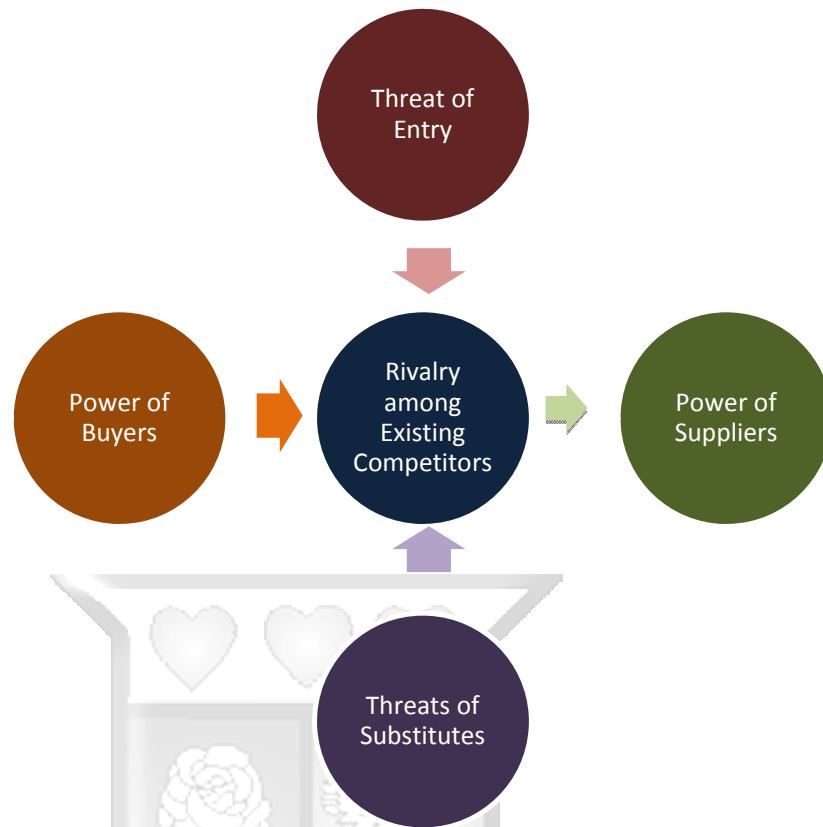 Threat of
Entry
Power of
Buyers
Rivalry
among
Existing
Competitors
Power of
Suppliers
Threats of
Substitutes